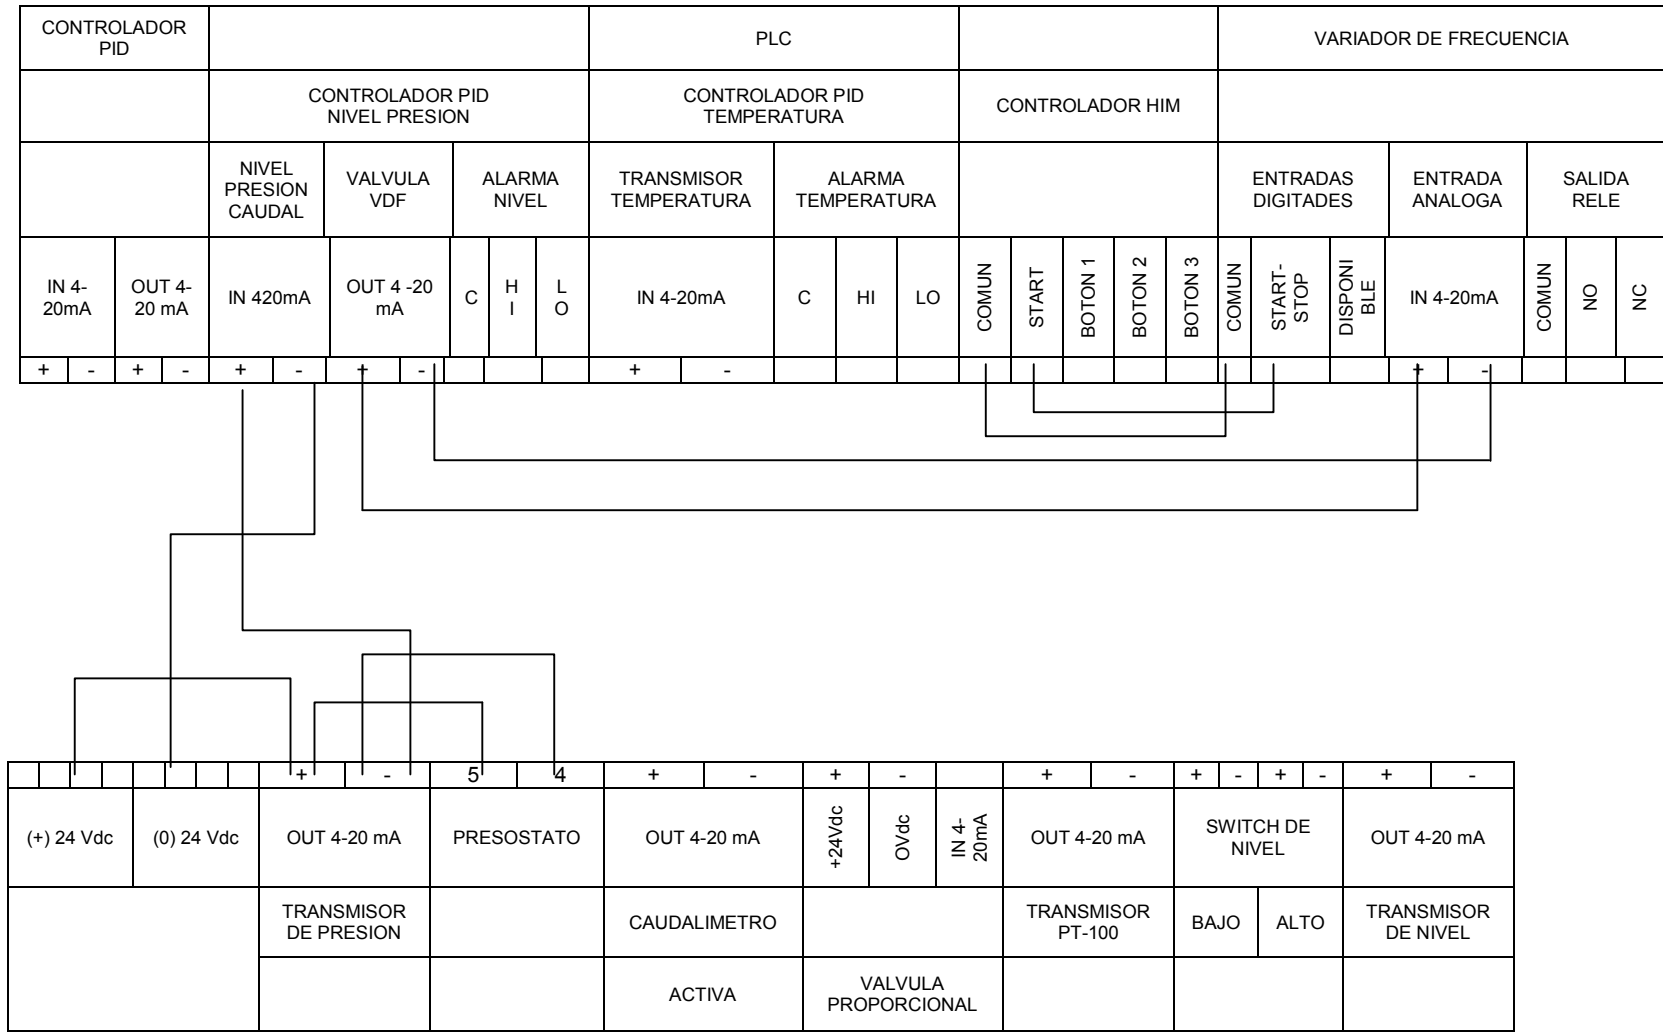 CONTROLADOR
PID
PLC
VARIADOR DE FRECUENCIA
CONTROLADOR PID
NIVEL PRESION
CONTROLADOR PID
TEMPERATURA
CONTROLADOR HIM
NIVEL
PRESION
CAUDAL
VALVULA
VDF
ALARMA
NIVEL
TRANSMISOR
TEMPERATURA
ALARMA
TEMPERATURA
ENTRADAS
DIGITADES
ENTRADA
ANALOGA
SALIDA
RELE
IN 4-
20mA
OUT 4-
20 mA
IN 420mA
OUT 4 -20
mA
C
H
I
L
O
IN 4-20mA
C
HI
LO
COMUN
START
BOTON 1
BOTON 2
BOTON 3
COMUN
START-
STOP
DISPONI
BLE
IN 4-20mA
COMUN
NO
NC
+ - + - + - + - + - + -
+ - 5 4 + - + - + - + - + - + -
(+) 24 Vdc
(0) 24 Vdc
OUT 4-20 mA
PRESOSTATO
OUT 4-20 mA
+24Vdc
OVdc
IN 4-
20mA
OUT 4-20 mA
SWITCH DE
NIVEL
OUT 4-20 mA
TRANSMISOR
DE PRESION
CAUDALIMETRO
TRANSMISOR
PT-100
BAJO
ALTO
TRANSMISOR
DE NIVEL
ACTIVA
VALVULA
PROPORCIONAL